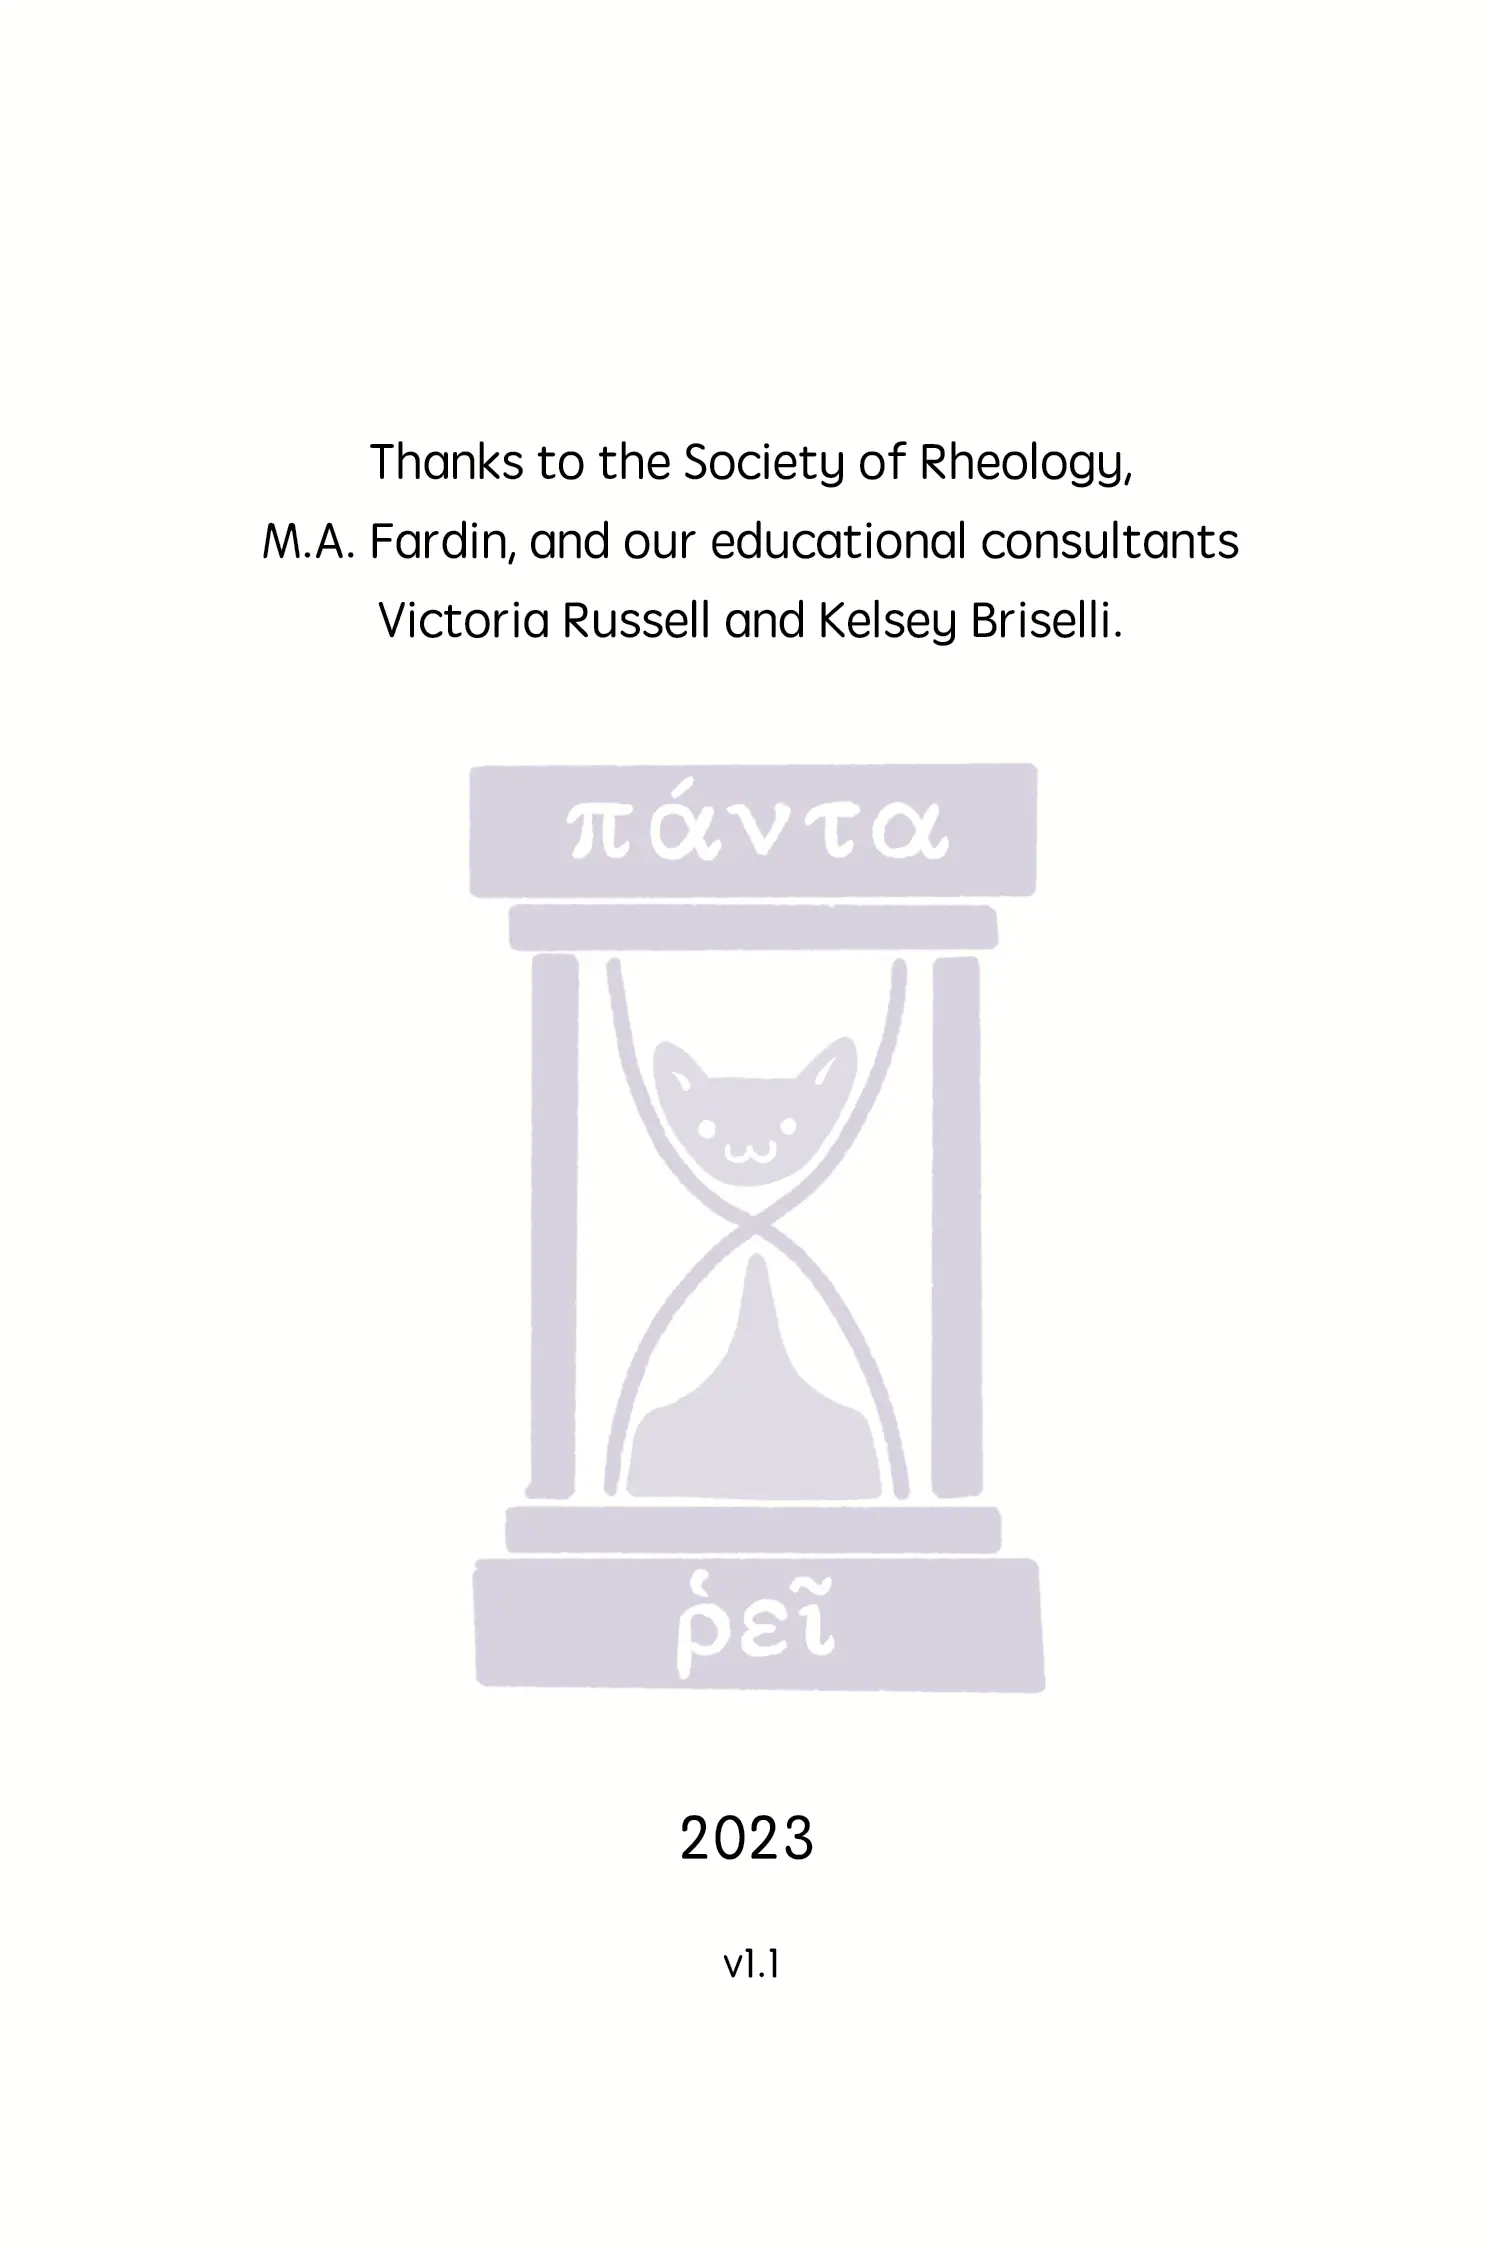 Thanks to the Society of Rheology,
M.A. Fardin, and our educational consultants
Victoria Russell and Kelsey Briselli.
πάντα
ῥεῖ
2023
v1.1